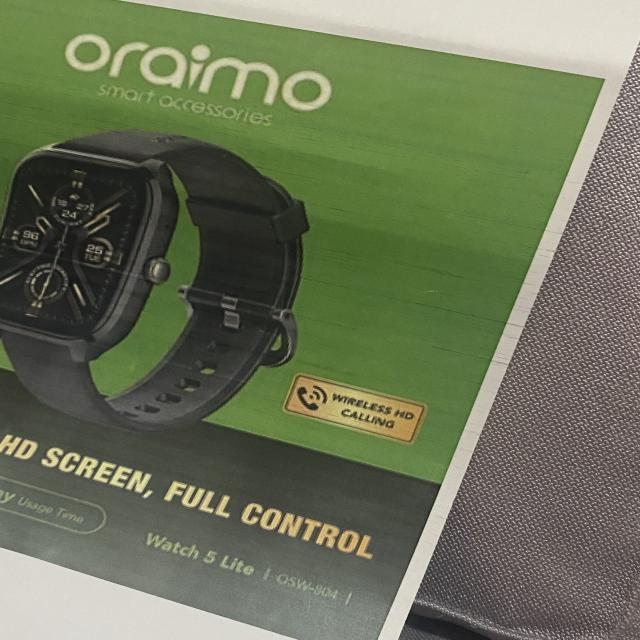 oraimo
smart accessories
WIRELESS HD
CALLING
HD SCREEN, FULL CONTROL
Usage Time
Watch 5 Lite | OSW-804 |